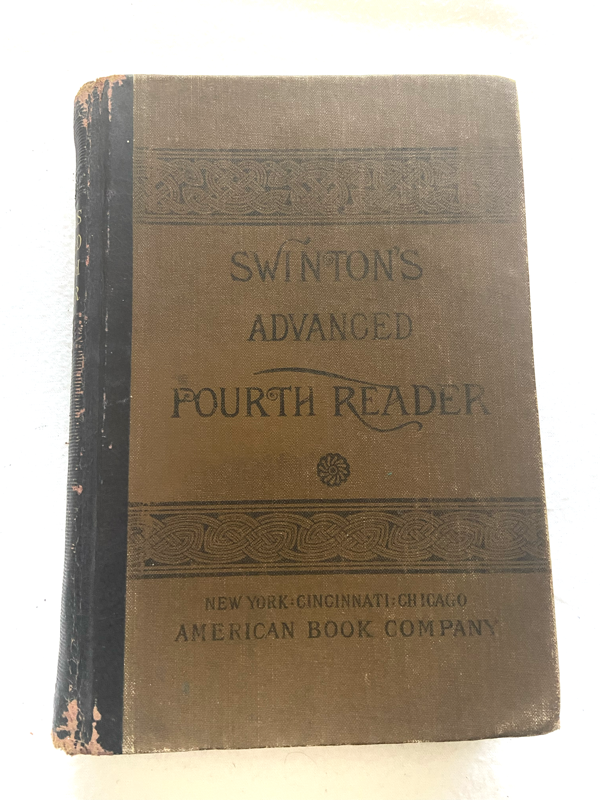 SWINTON'S
ADVANCED
FOURTH READER
NEW YORK:CINCINNATI:CHICAGO
AMERICAN BOOK COMPANY